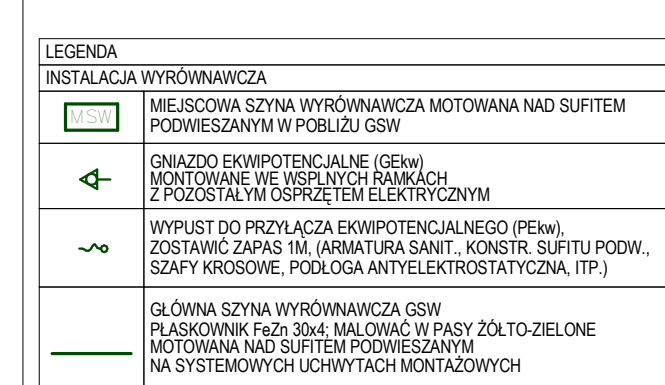 LEGENDA
INSTALACJA WYRÓWNAWCZA
MSW
MIEJSCOWA SZYNA WYRÓWNAWCZA MOTOWANA NAD SUFITEM
PODWIESZANYM W POBLIŻU GSW
GNIAZDO EKWIPOTENCJALNE (GEkw)
MONTOWANE WE WSPLNYCH RAMKACH
Z POZOSTAŁYM OSPRZĘTEM ELEKTRYCZNYM
WYPUST DO PRZYŁĄCZA EKWIPOTENCJALNEGO (PEkw),
ZOSTAWIĆ ZAPAS 1M, (ARMATURA SANIT., KONSTR. SUFITU PODW.,
SZAFY KROSOWE, PODŁOGA ANTYELEKTROSTATYCZNA, ITP.)
GŁÓWNA SZYNA WYRÓWNAWCZA GSW
PŁASKOWNIK FeZn 30x4; MALOWAĆ W PASY ŻÓŁTO-ZIELONE
MOTOWANA NAD SUFITEM PODWIESZANYM
NA SYSTEMOWYCH UCHWYTACH MONTAŻOWYCH